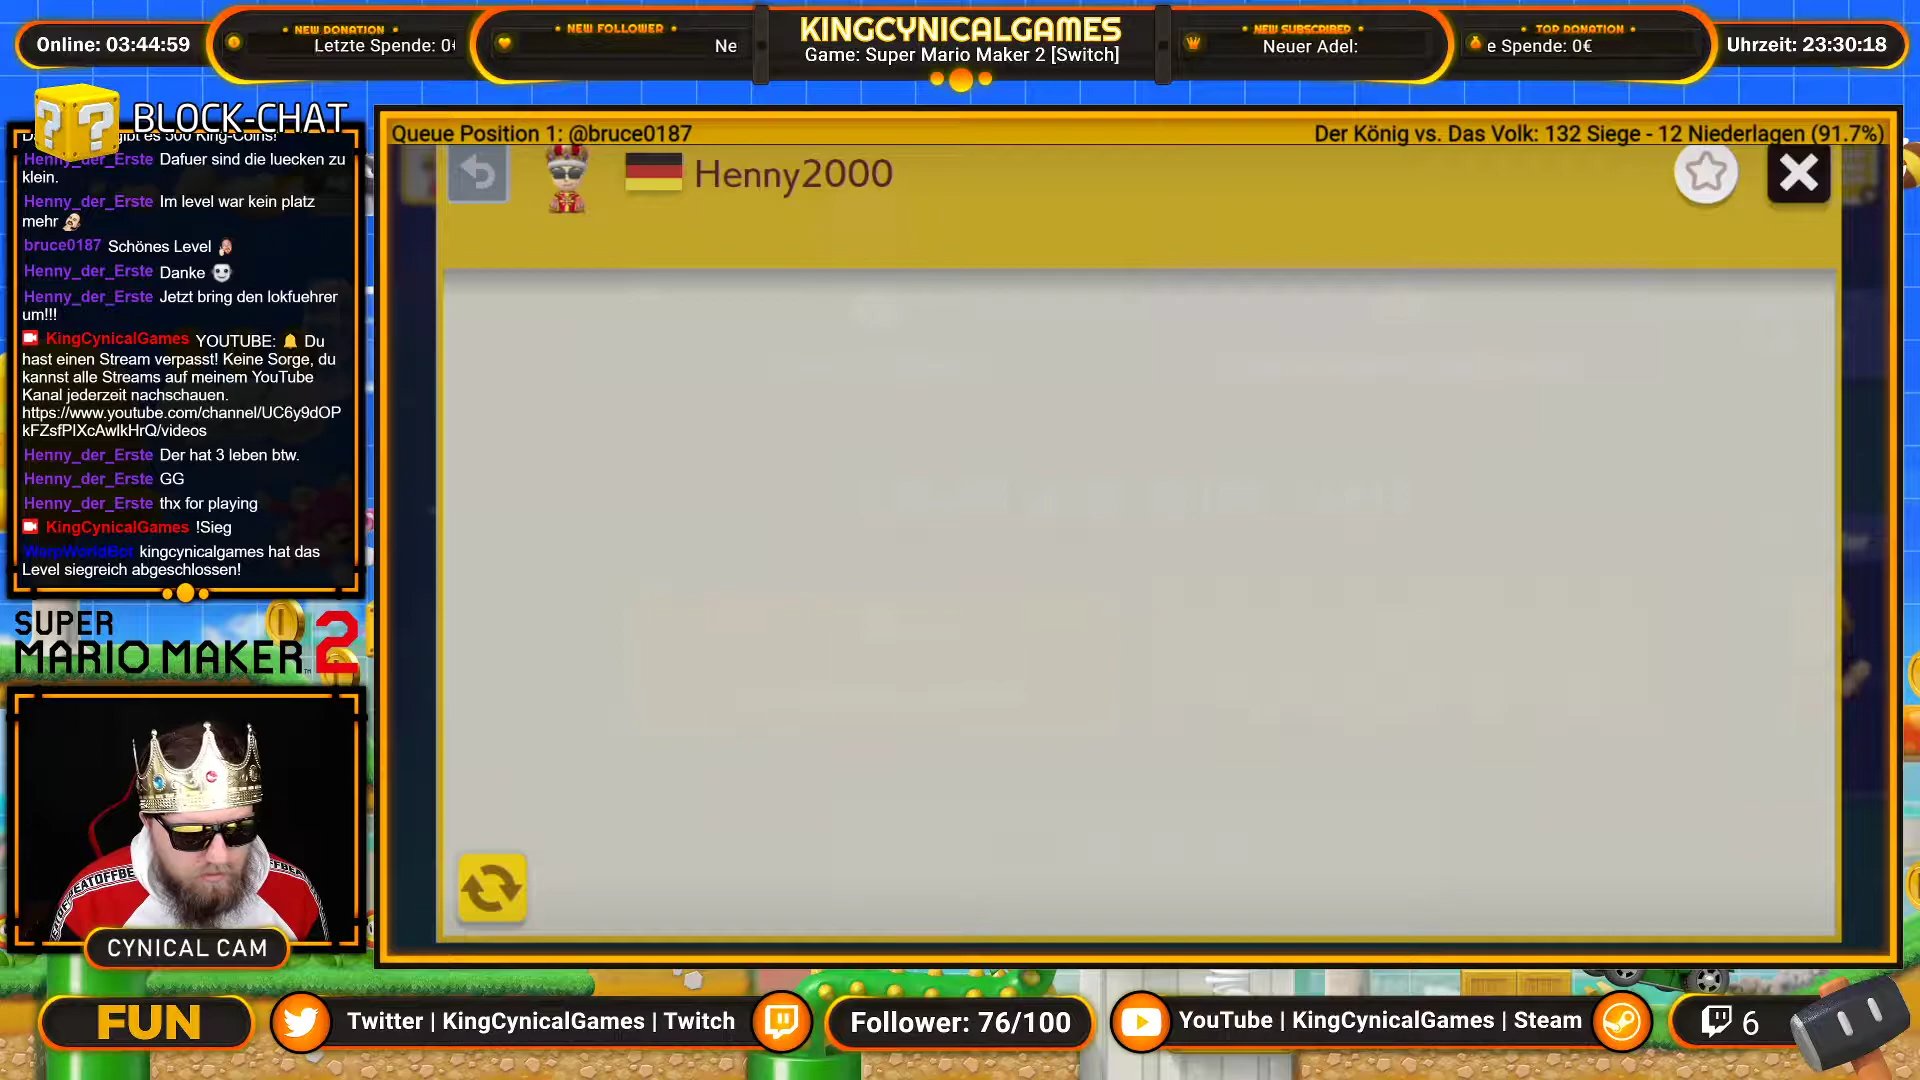 Online: 03:44:59
NEW DONATION
Letzte Spende: 0
NEW FOLLOWER
Ne
KINGCYNICALGAMES
Game: Super Mario Maker 2 [Switch]
NEW SUBSCRIBER
Neuer Adel:
TOP DONATION
e Spende: 0€
Uhrzeit: 23:30:18
BLOCK-CHAT
gibt es 500 King-Coins!
Henny_der_Erste Dafuer sind die luecken zu
klein.
Henny_der_Erste Im level war kein platz
mehr
bruce0187 Schönes Level
Henny_der_Erste Danke
Henny_der_Erste Jetzt bring den lokfuehrer
um!!!
KingCynicalGames YOUTUBE: 🔔 Du
hast einen Stream verpasst! Keine Sorge, du
kannst alle Streams auf meinem YouTube
Kanal jederzeit nachschauen.
https://www.youtube.com/channel/UC6y9dOP
kFZsfPIXcAwlkHrQ/videos
Henny_der_Erste Der hat 3 leben btw.
Henny_der_Erste GG
Henny_der_Erste thx for playing
KingCynicalGames !Sieg
WarpWorldBot kingcynicalgames hat das
Level siegreich abgeschlossen!
Queue Position 1: @bruce0187
Der König vs. Das Volk: 132 Siege - 12 Niederlagen (91.7%)
Henny2000
SUPER
MARIO MAKER 2
CYNICAL CAM
FUN
Twitter | KingCynicalGames | Twitch
Follower: 76/100
YouTube | KingCynicalGames | Steam
6